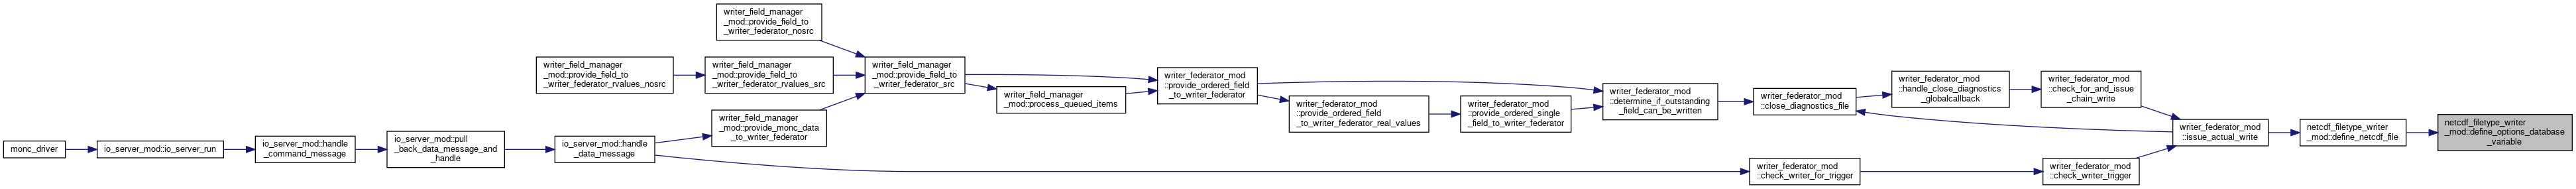 writer_field_manager
_mod::provide_field_to
_writer_federator_nosrc
writer_field_manager
_mod::provide_field_to
_writer_federator_rvalues_nosrc
writer_field_manager
_mod::provide_field_to
_writer_federator_rvalues_src
writer_field_manager
_mod::provide_field_to
_writer_federator_src
writer_field_manager
_mod::process_queued_items
writer_federator_mod
::provide_ordered_field
_to_writer_federator
writer_federator_mod
::provide_ordered_field
_to_writer_federator_real_values
writer_federator_mod
::provide_ordered_single
_field_to_writer_federator
writer_federator_mod
::determine_if_outstanding
_field_can_be_written
writer_federator_mod
::close_diagnostics_file
writer_federator_mod
::handle_close_diagnostics
_globalcallback
writer_federator_mod
::check_for_and_issue
_chain_write
writer_field_manager
_mod::provide_monc_data
_to_writer_federator
monc_driver
io_server_mod::io_server_run
io_server_mod::handle
_command_message
io_server_mod::pull
_back_data_message_and
_handle
io_server_mod::handle
_data_message
writer_federator_mod
::issue_actual_write
netcdf_filetype_writer
_mod::define_netcdf_file
netcdf_filetype_writer
_mod::define_options_database
_variable
writer_federator_mod
::check_writer_for_trigger
writer_federator_mod
::check_writer_trigger